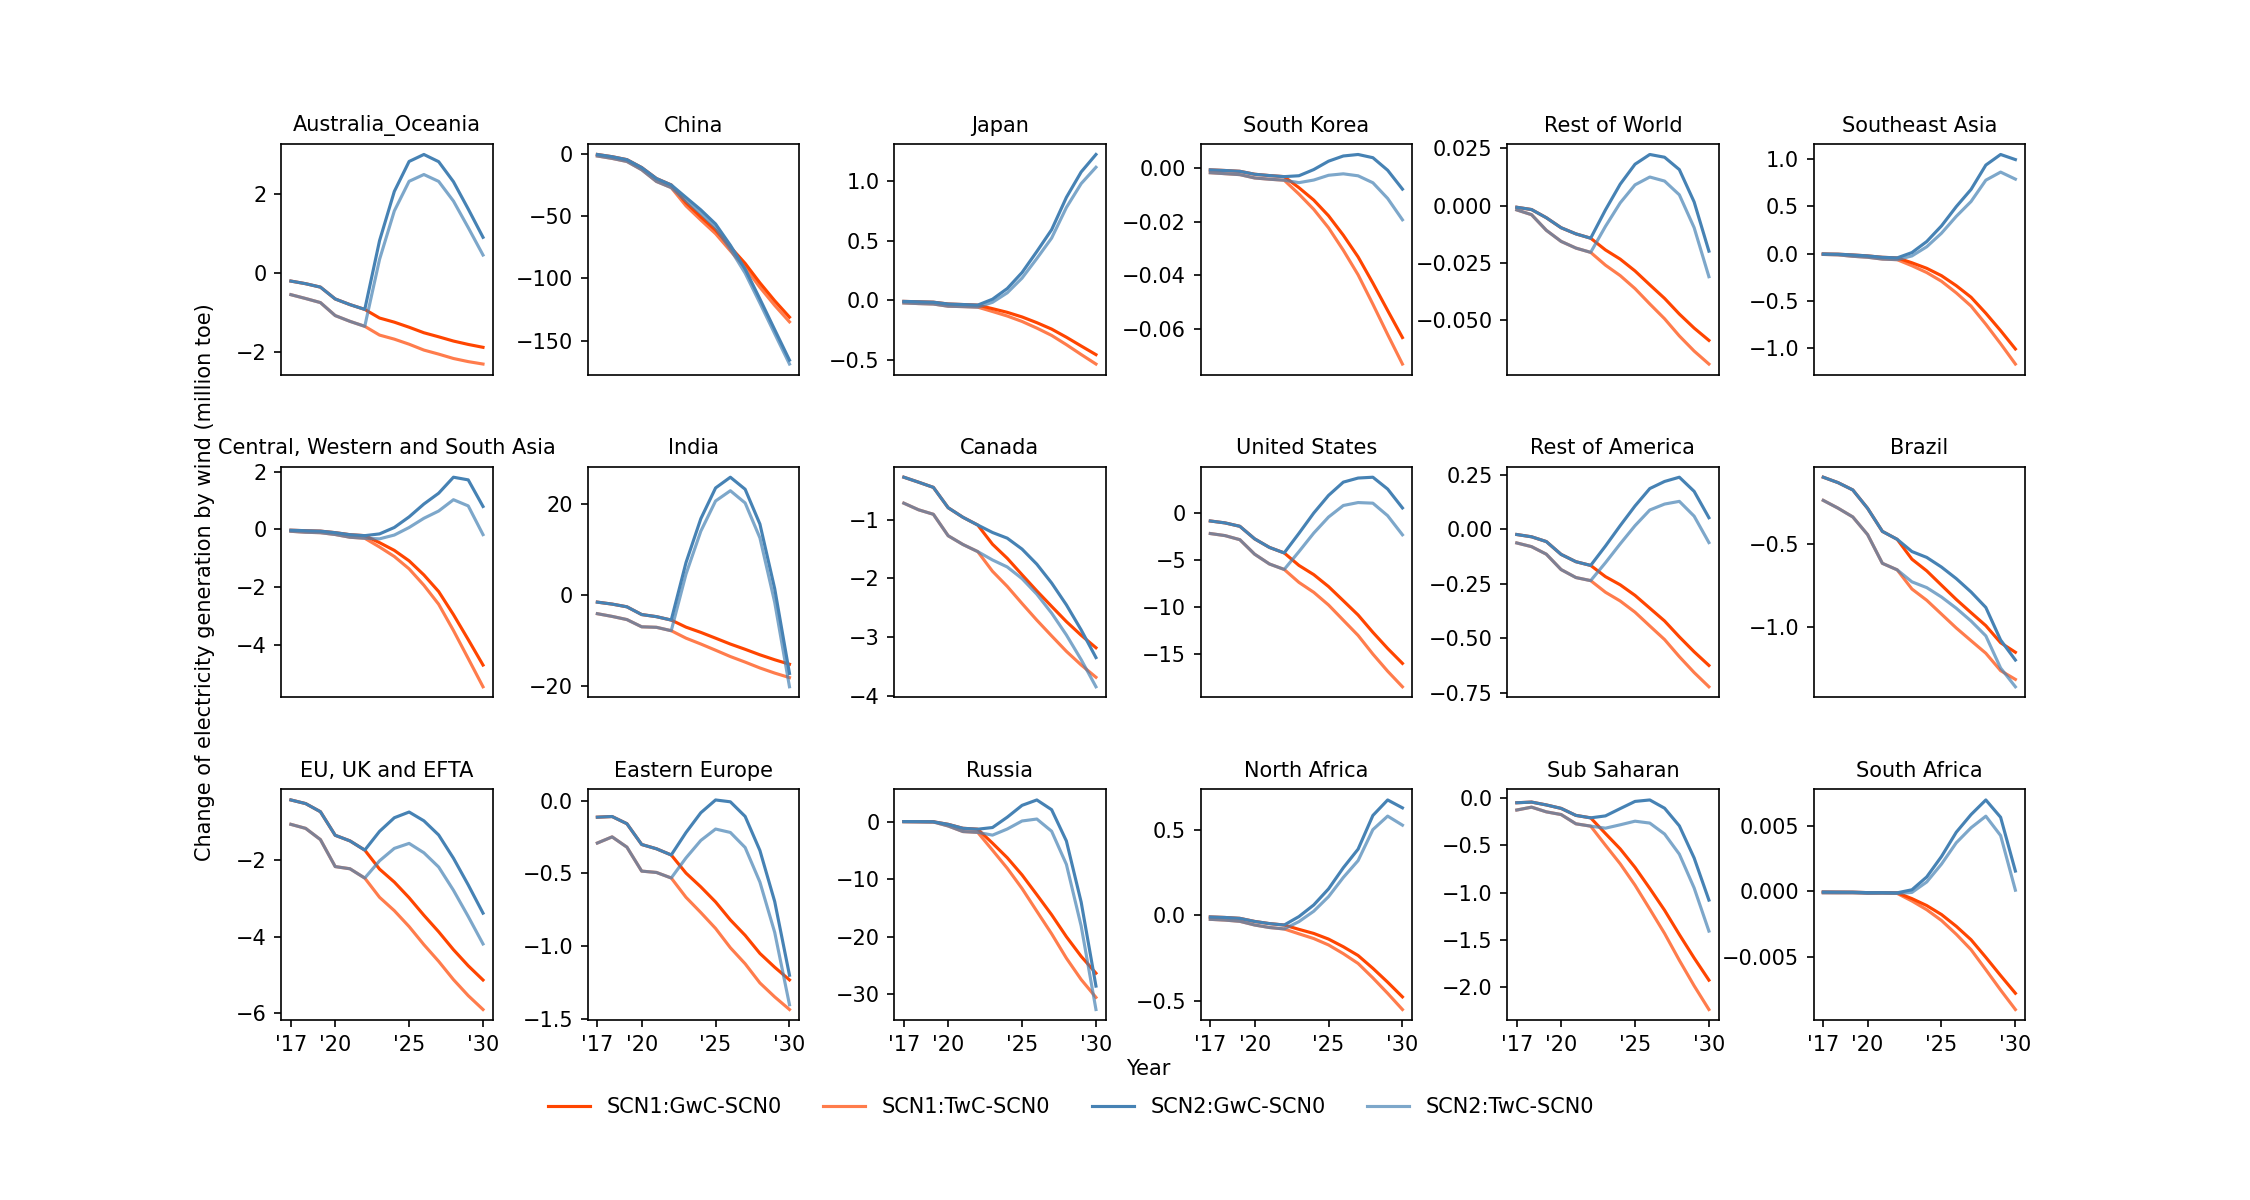 Australia_Oceania
China
Japan
South Korea
Rest of World
Southeast Asia
2
0
−2
0
−50
−100
−150
1.0
0.5
0.0
−0.5
0.00
−0.02
−0.04
−0.06
0.025
0.000
−0.025
−0.050
1.0
0.5
0.0
−0.5
−1.0
Change of electricity generation by wind (million toe)
Central, Western and South Asia
India
Canada
United States
Rest of America
Brazil
2
0
−2
−4
20
0
−20
−1
−2
−3
−4
0
−5
−10
−15
0.25
0.00
−0.25
−0.50
−0.75
−0.5
−1.0
EU, UK and EFTA
Eastern Europe
Russia
North Africa
Sub Saharan
South Africa
−2
−4
−6
0.0
−0.5
−1.0
−1.5
0
−10
−20
−30
0.5
0.0
−0.5
0.0
−0.5
−1.0
−1.5
−2.0
0.005
0.000
−0.005
'17 '20 '25 '30
'17 '20 '25 '30
'17 '20 '25 '30
'17 '20 '25 '30
'17 '20 '25 '30
'17 '20 '25 '30
Year
SCN1:GwC-SCN0
SCN1:TwC-SCN0
SCN2:GwC-SCN0
SCN2:TwC-SCN0